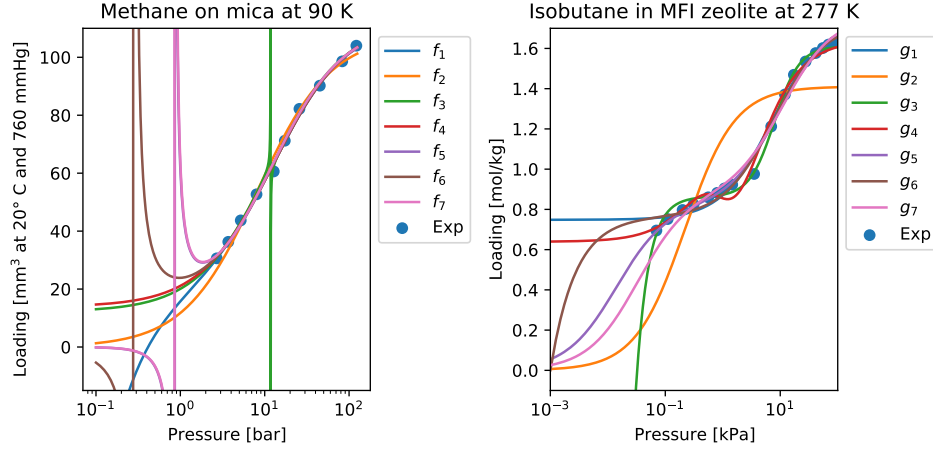 Methane on mica at 90 K
Loading [mm³ at 20° C and 760 mmHg]
100
80
60
40
20
0
10⁻¹ 10⁰ 10¹ 10²
Pressure [bar]
f₁
f₂
f₃
f₄
f₅
f₆
f₇
Exp
Isobutane in MFI zeolite at 277 K
Loading [mol/kg]
1.6
1.4
1.2
1.0
0.8
0.6
0.4
0.2
0.0
10⁻³ 10⁻¹ 10¹
Pressure [kPa]
g₁
g₂
g₃
g₄
g₅
g₆
g₇
Exp